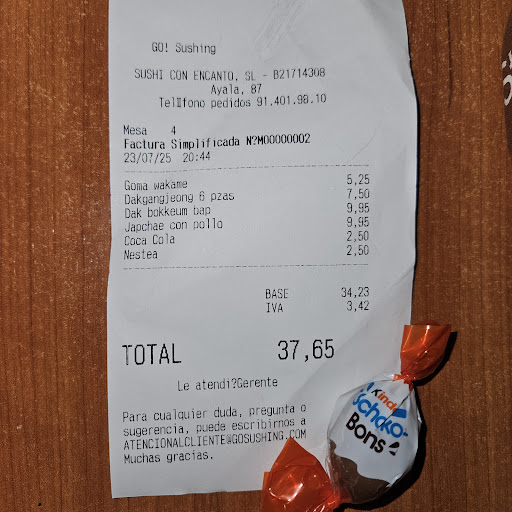 GO! Sushing
SUSHI CON ENCANTO, SL - B21714308
Ayala, 87
Tel▯fono pedidos 91.401.98.10
Mesa 4
Factura Simplificada N?M00000002
23/07/25 20:44
Goma wakame 5,25
Dakgangjeong 6 pzas 7,50
Dak bokkeum bap 9,95
Japchae con pollo 9,95
Coca Cola 2,50
Nestea 2,50
BASE 34,23
IVA 3,42
TOTAL 37,65
Le atendi?Gerente
Para cualquier duda, pregunta o
sugerencia, puede escribirnos a
ATENCIONALCLIENTE@GOSUSHING.COM
Muchas gracias.
Kinder
Schoko-
Bons